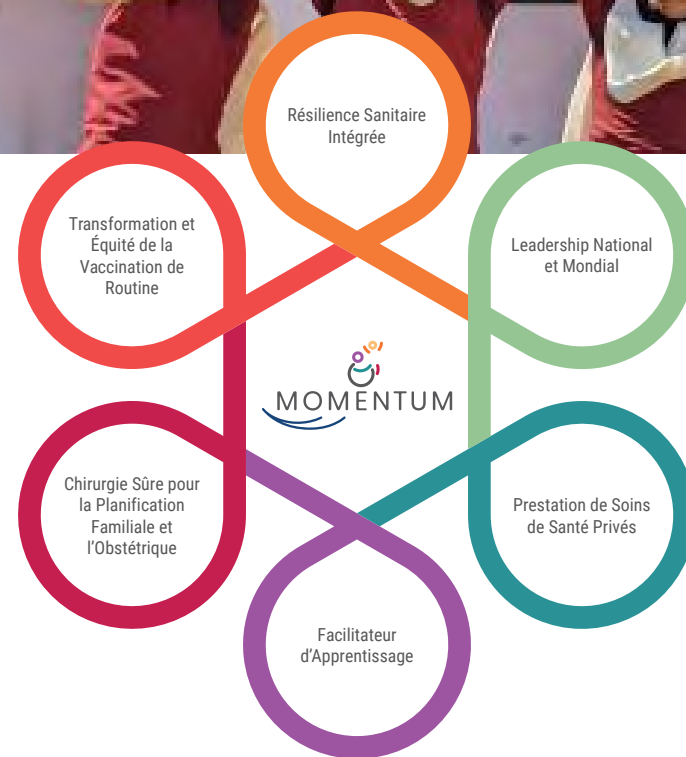 Résilience Sanitaire
Intégrée
Transformation et
Équité de la
Vaccination de
Routine
Leadership National
et Mondial
MOMENTUM
Chirurgie Sûre pour
la Planification
Familiale et
l'Obstétrique
Prestation de Soins
de Santé Privés
Facilitateur
d'Apprentissage